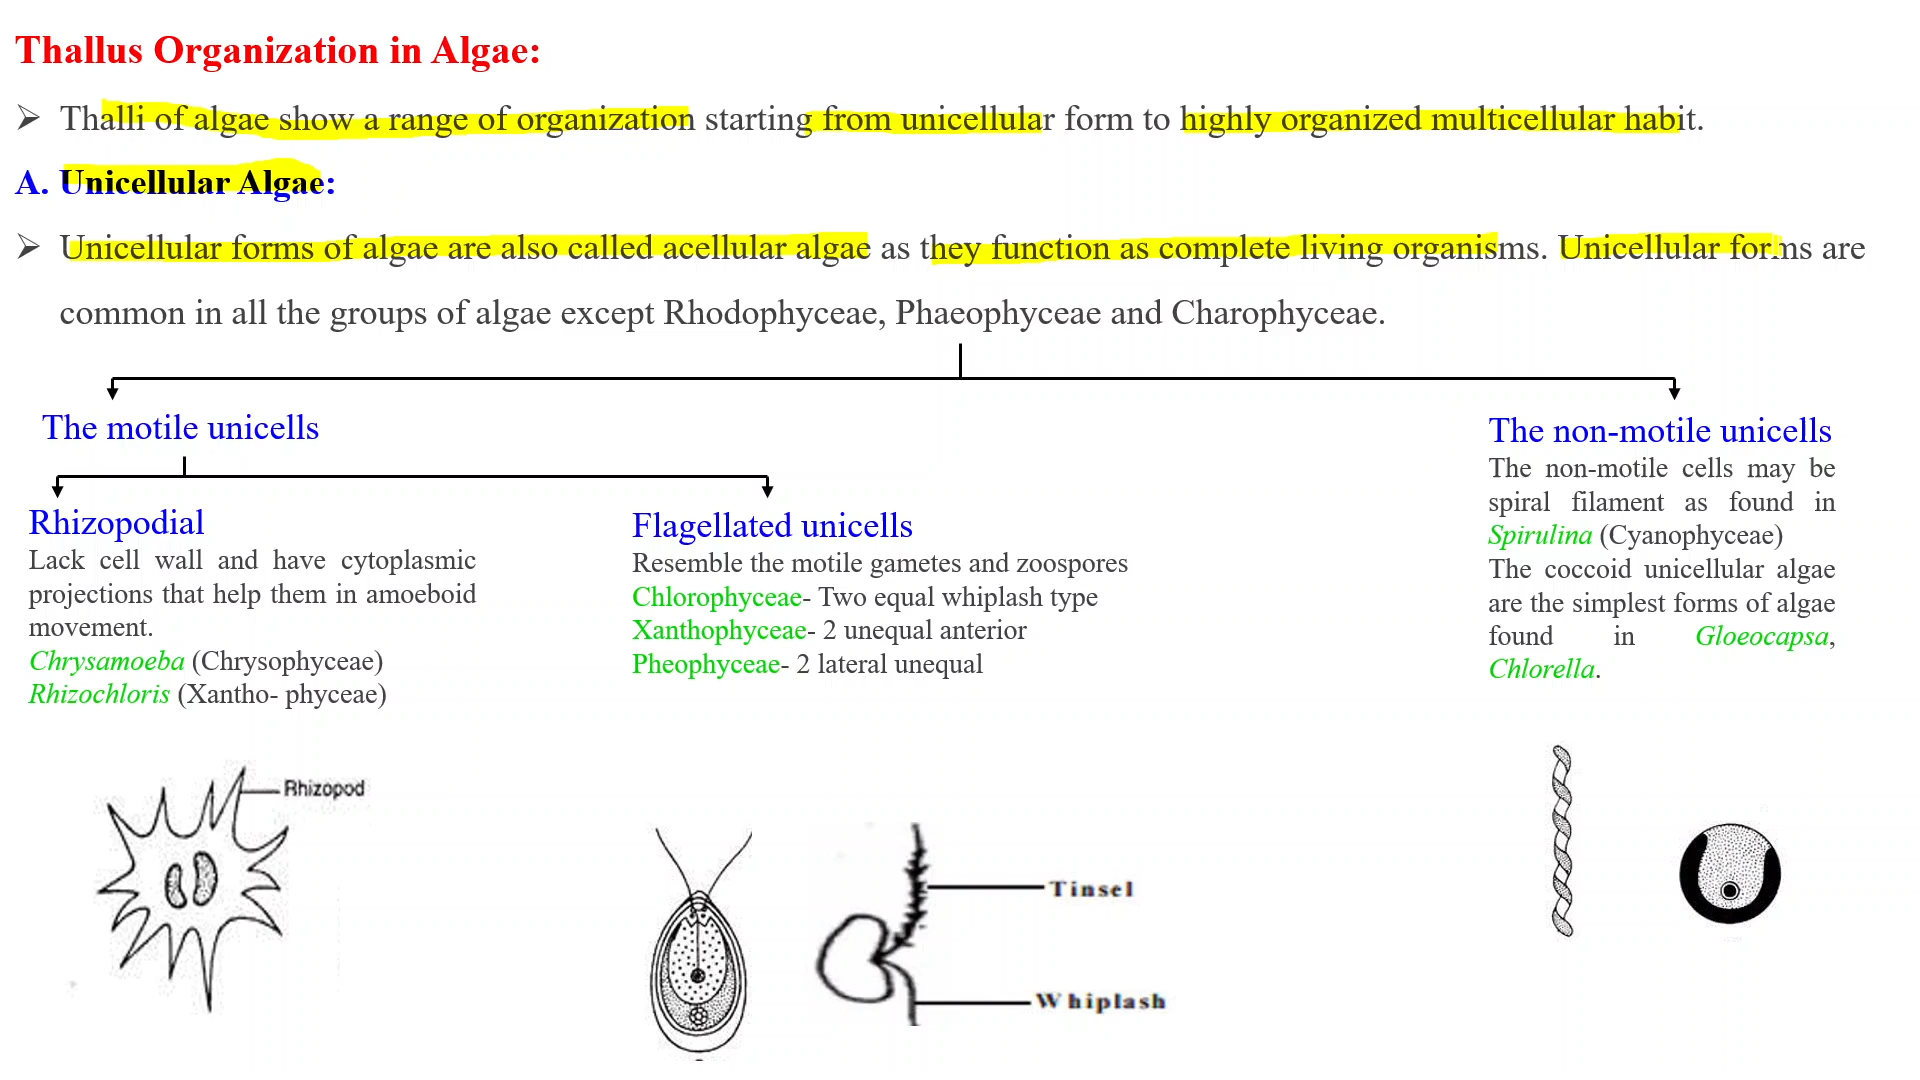 Thallus Organization in Algae:
➢ Thalli of algae show a range of organization starting from unicellular form to highly organized multicellular habit.
A. Unicellular Algae:
➢ Unicellular forms of algae are also called acellular algae as they function as complete living organisms. Unicellular forms are
common in all the groups of algae except Rhodophyceae, Phaeophyceae and Charophyceae.
The motile unicells
Rhizopodial
Lack cell wall and have cytoplasmic
projections that help them in amoeboid
movement.
Chrysamoeba (Chrysophyceae)
Rhizochloris (Xantho- phyceae)
Rhizopod
Flagellated unicells
Resemble the motile gametes and zoospores
Chlorophyceae- Two equal whiplash type
Xanthophyceae- 2 unequal anterior
Pheophyceae- 2 lateral unequal
Tinsel
Whiplash
The non-motile unicells
The non-motile cells may be
spiral filament as found in
Spirulina (Cyanophyceae)
The coccoid unicellular algae
are the simplest forms of algae
found in Gloeocapsa,
Chlorella.